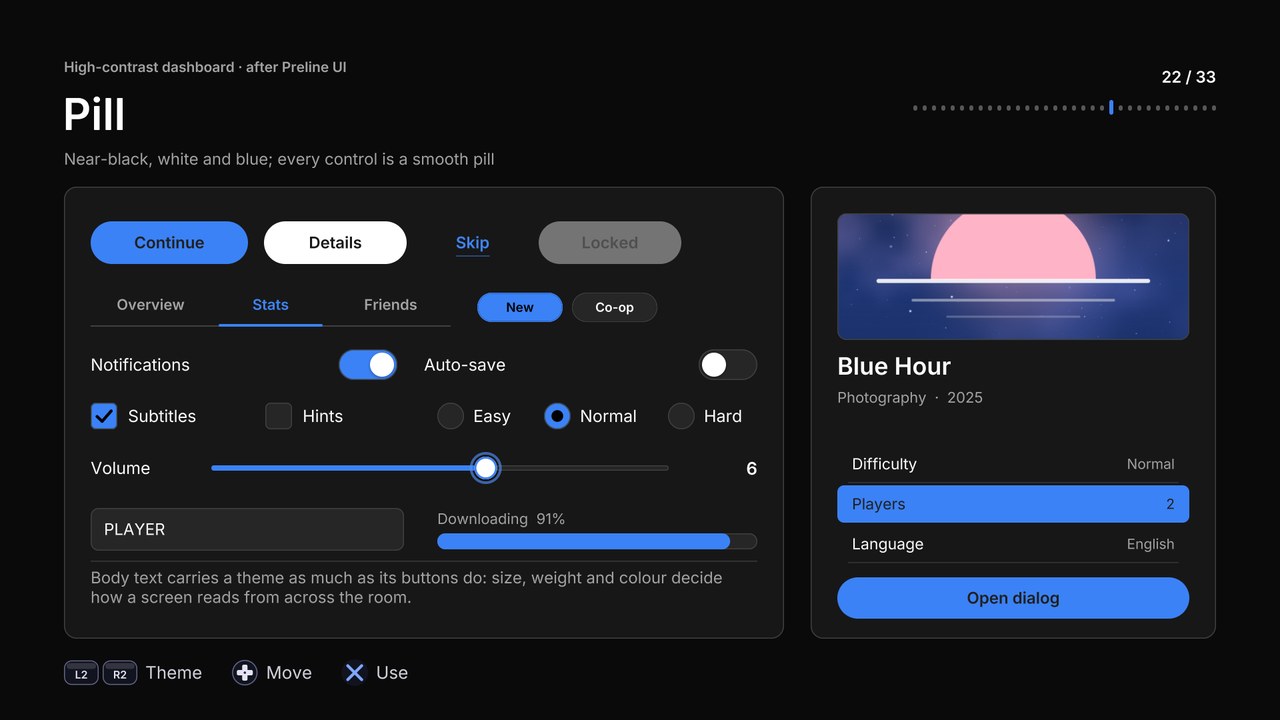 High-contrast dashboard · after Preline UI
22 / 33
Pill
Near-black, white and blue; every control is a smooth pill
Continue
Details
Skip
Locked
Overview
Stats
Friends
New
Co-op
Notifications
Auto-save
Subtitles
Hints
Easy
Normal
Hard
Volume
6
PLAYER
Downloading 91%
Body text carries a theme as much as its buttons do: size, weight and colour decide
how a screen reads from across the room.
Blue Hour
Photography · 2025
Difficulty
Normal
Players
2
Language
English
Open dialog
L2
R2
Theme
Move
Use